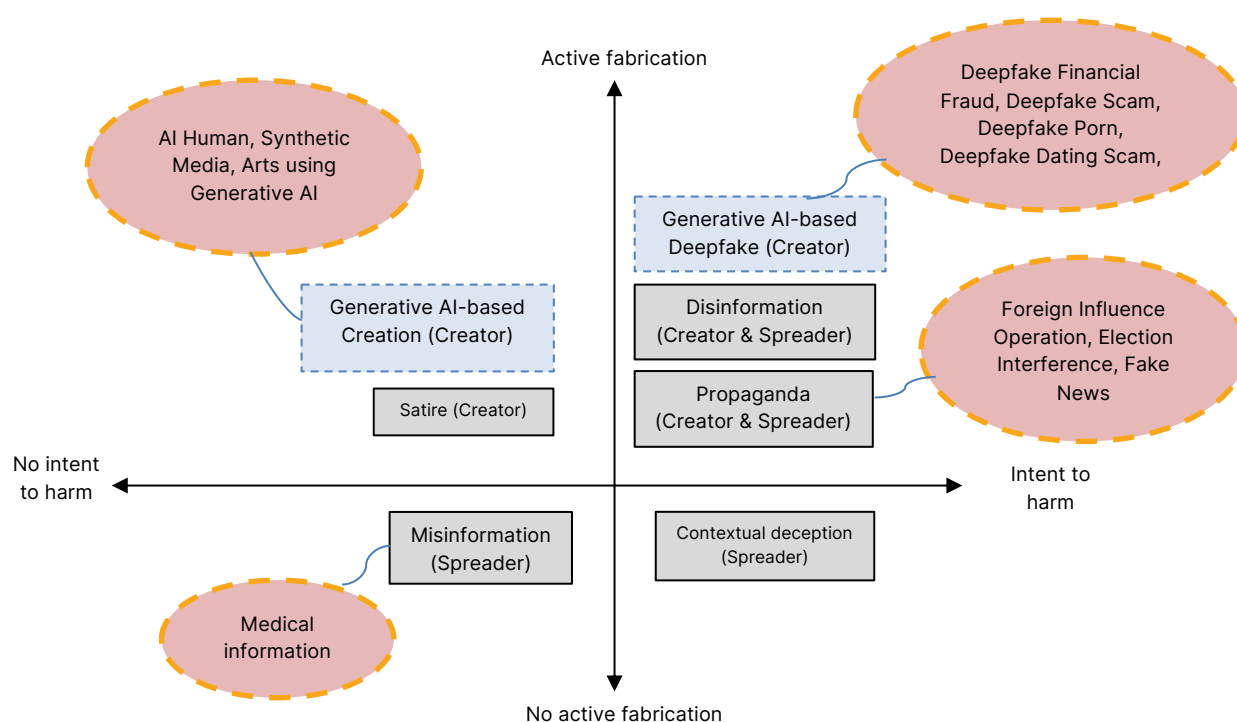 Active fabrication
Deepfake Financial
Fraud, Deepfake Scam,
Deepfake Porn,
Deepfake Dating Scam,
AI Human, Synthetic
Media, Arts using
Generative AI
Generative AI-based
Deepfake (Creator)
Generative AI-based
Creation (Creator)
Disinformation
(Creator & Spreader)
Foreign Influence
Operation, Election
Interference, Fake
News
Satire (Creator)
Propaganda
(Creator & Spreader)
No intent
to harm
Intent to
harm
Misinformation
(Spreader)
Contextual deception
(Spreader)
Medical
information
No active fabrication